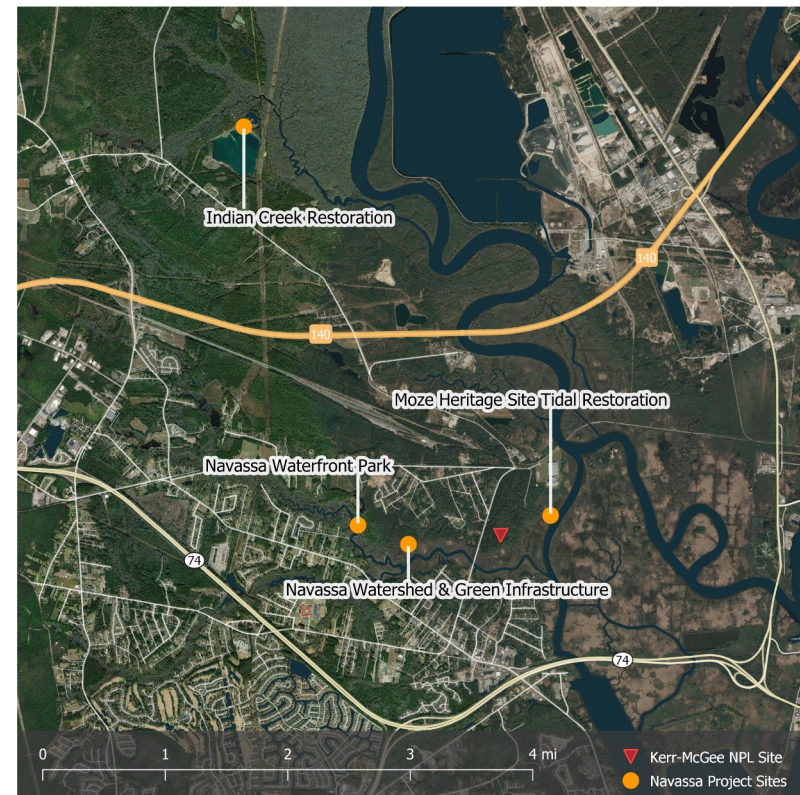 Indian Creek Restoration
140
140
Moze Heritage Site Tidal Restoration
Navassa Waterfront Park
74
Navassa Watershed & Green Infrastructure
74
0 1 2 3 4 mi
Kerr-McGee NPL Site
Navassa Project Sites